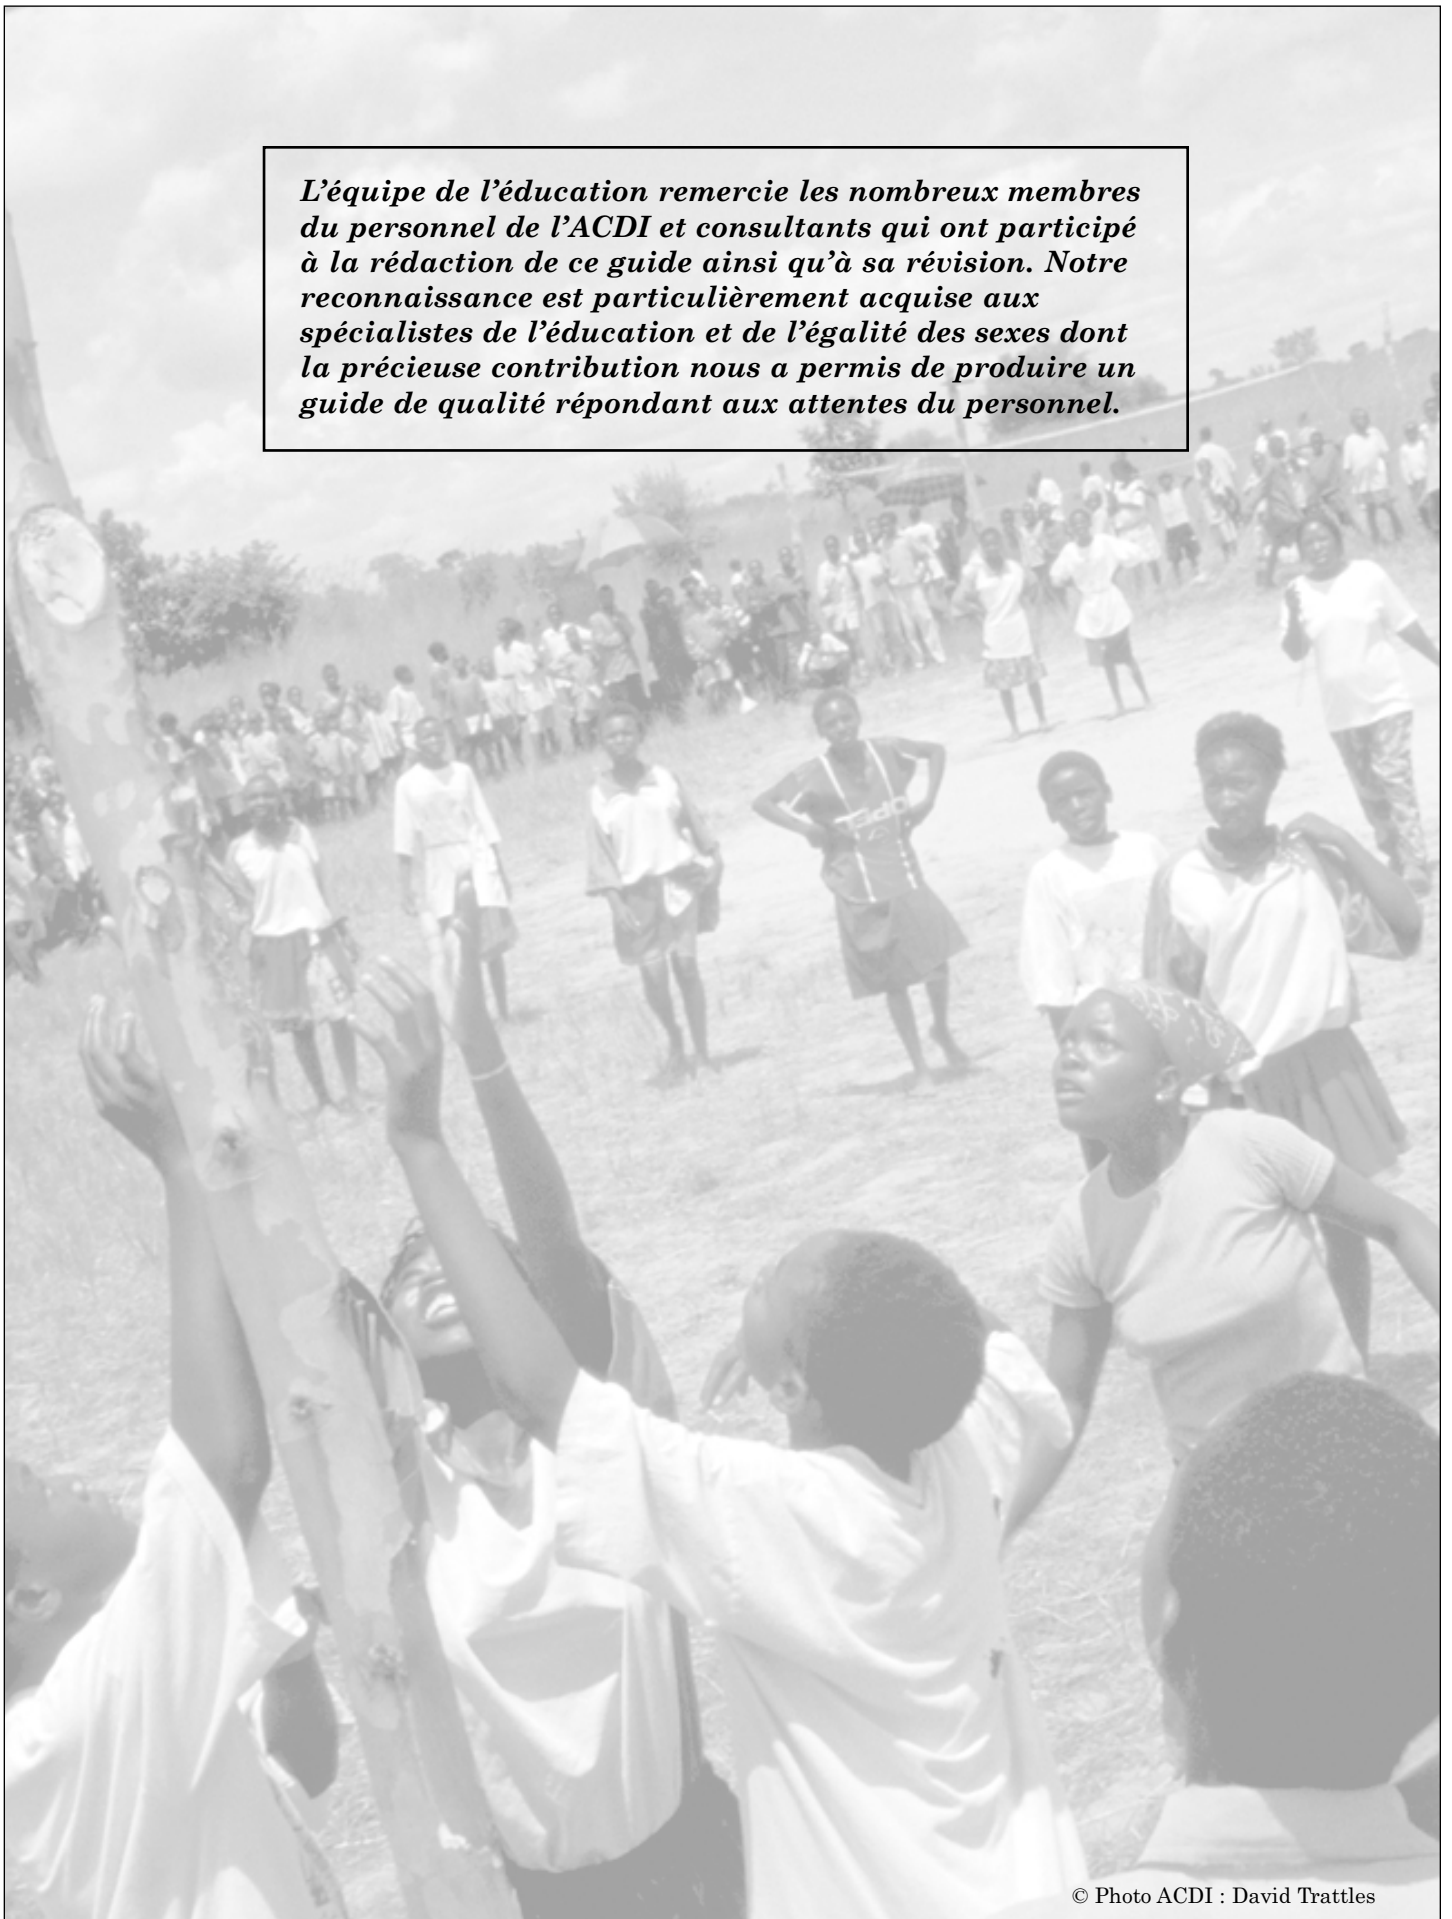 L’équipe de l’éducation remercie les nombreux membres
du personnel de l’ACDI et consultants qui ont participé
à la rédaction de ce guide ainsi qu’à sa révision. Notre
reconnaissance est particulièrement acquise aux
spécialistes de l’éducation et de l’égalité des sexes dont
la précieuse contribution nous a permis de produire un
guide de qualité répondant aux attentes du personnel.
© Photo ACDI : David Trattles